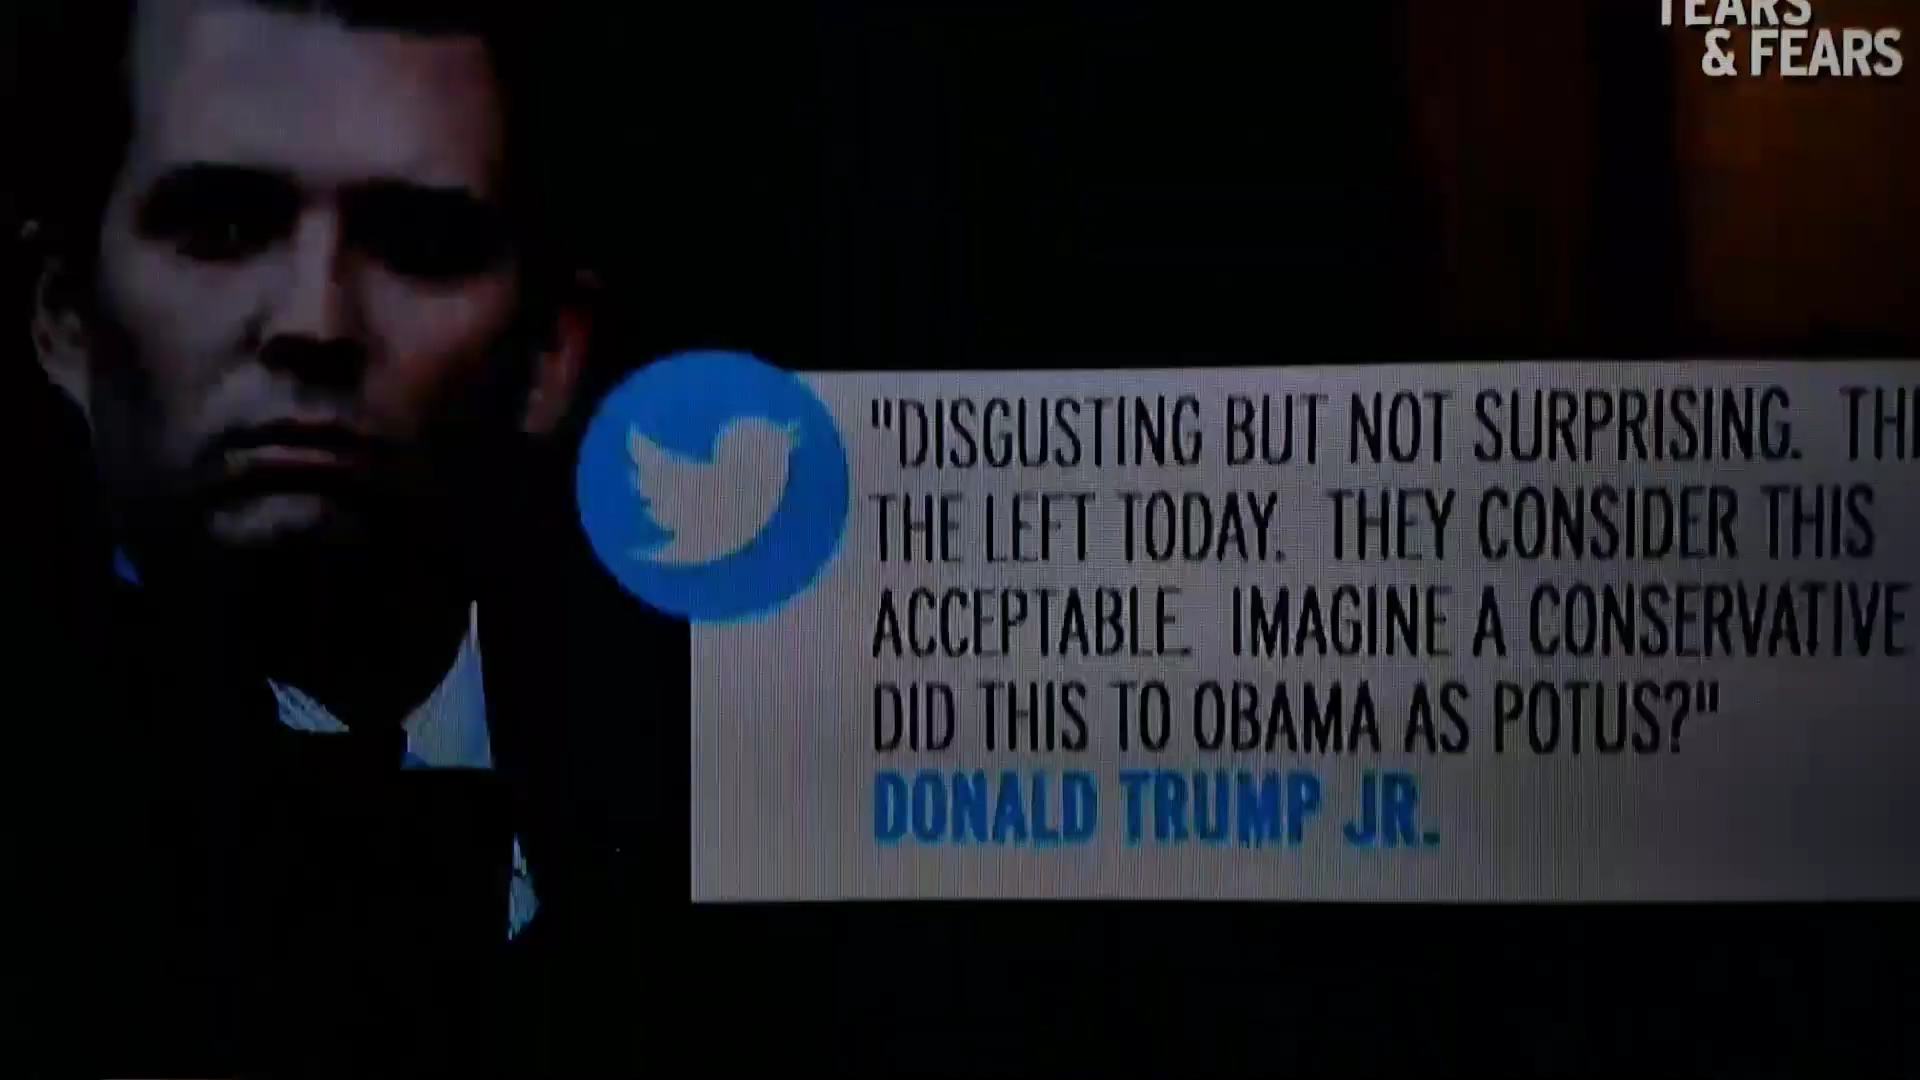 TEARS
& FEARS
"DISGUSTING BUT NOT SURPRISING.
THE LEFT TODAY. THEY CONSIDER THIS
ACCEPTABLE. IMAGINE A CONSERVATIVE
DID THIS TO OBAMA AS POTUS?"
DONALD TRUMP JR.